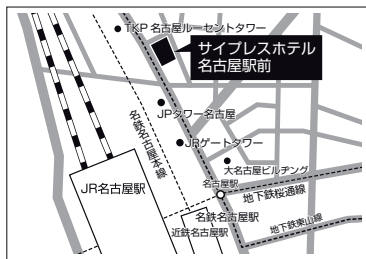 TKP 名古屋ルーセントタワー
サイプレスホテル
名古屋駅前
JPタワー名古屋
名鉄名古屋本線
JRゲートタワー
大名古屋ビルヂング
JR名古屋駅
名古屋駅
地下鉄桜通線
名鉄名古屋駅
近鉄名古屋駅
地下鉄東山線